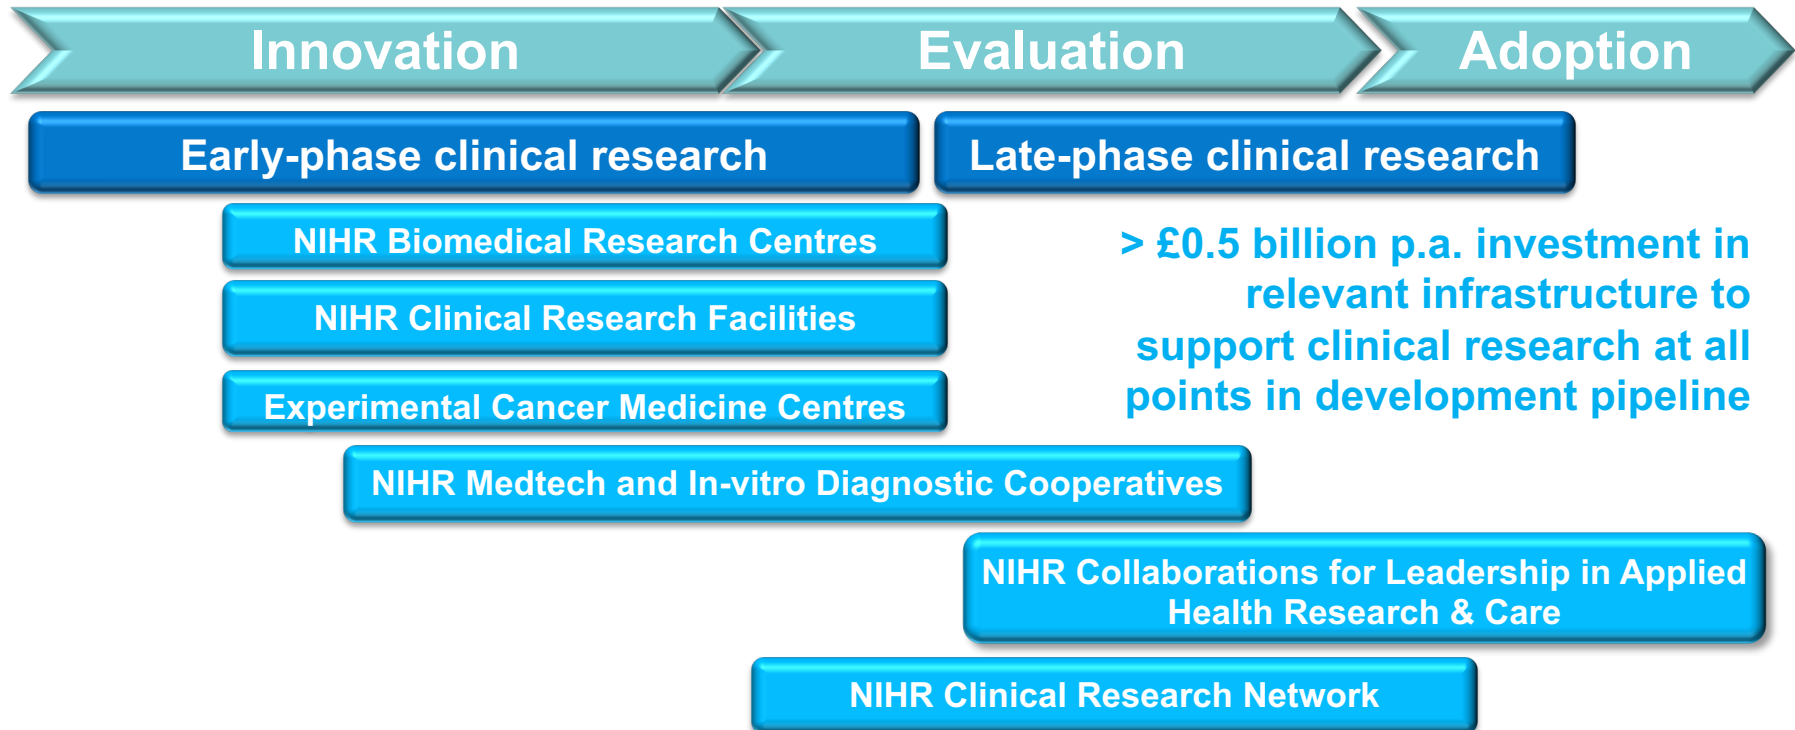 Innovation
Evaluation
Adoption
Early-phase clinical research
Late-phase clinical research
NIHR Biomedical Research Centres
NIHR Clinical Research Facilities
Experimental Cancer Medicine Centres
> £0.5 billion p.a. investment in
relevant infrastructure to
support clinical research at all
points in development pipeline
NIHR Medtech and In-vitro Diagnostic Cooperatives
NIHR Collaborations for Leadership in Applied
Health Research & Care
NIHR Clinical Research Network